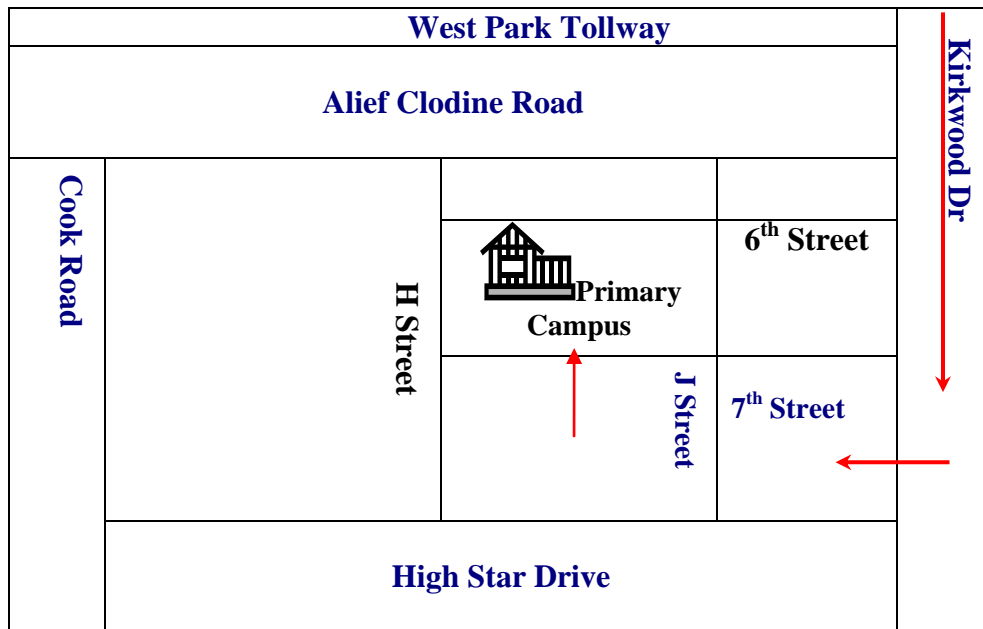 West Park Tollway
Kirkwood Dr
Alief Clodine Road
Cook Road
6th Street
Primary
Campus
H Street
J Street
7th Street
High Star Drive